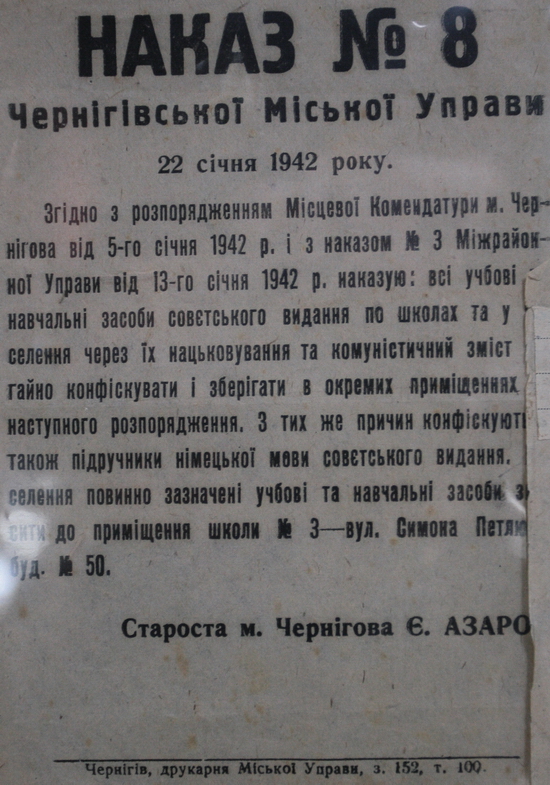 НАКАЗ № 8
Чернігівської Міської Управи
22 січня 1942 року.
Згідно з розпорядженням Місцевої Комендатури м. Чер-
нігова від 5-го січня 1942 р. і з наказом № 3 Міжрайон-
ної Управи від 13-го січня 1942 р. наказую: всі учбові
навчальні засоби совєтського видання по школах та у
селення через їх нацьковування та комуністичний зміст
гайно конфіскувати і зберігати в окремих приміщеннях
наступного розпорядження. З тих же причин конфіскують
також підручники німецької мови совєтського видання.
селення повинно зазначені учбові та навчальні засоби з
сити до приміщення школи № 3—вул. Симона Петлю
буд. № 50.
Староста м. Чернігова Є. АЗАРО
Чернігів, друкарня Міської Управи, з. 152, т. 100.